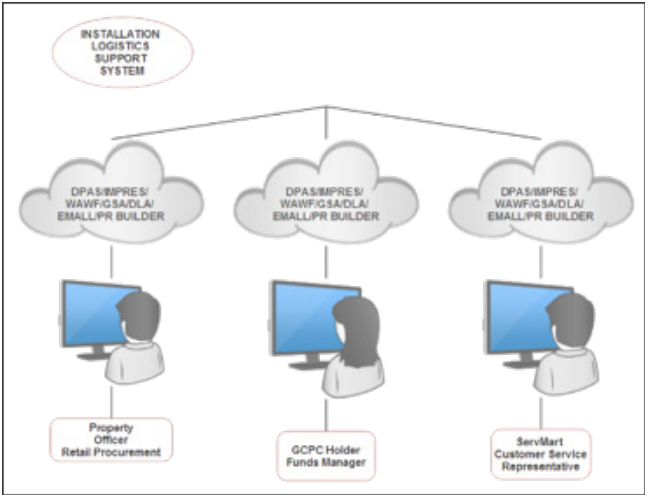 INSTALLATION
LOGISTICS
SUPPORT
SYSTEM
DPAS/IMPRES/
WAWF/GSA/DLA/
EMALL/PR BUILDER
DPAS/IMPRES/
WAWF/GSA/DLA/
EMALL/PR BUILDER
DPAS/IMPRES/
WAWF/GSA/DLA/
EMALL/PR BUILDER
Property
Officer
Retail Procurement
GCPC Holder
Funds Manager
ServMart
Customer Service
Representative